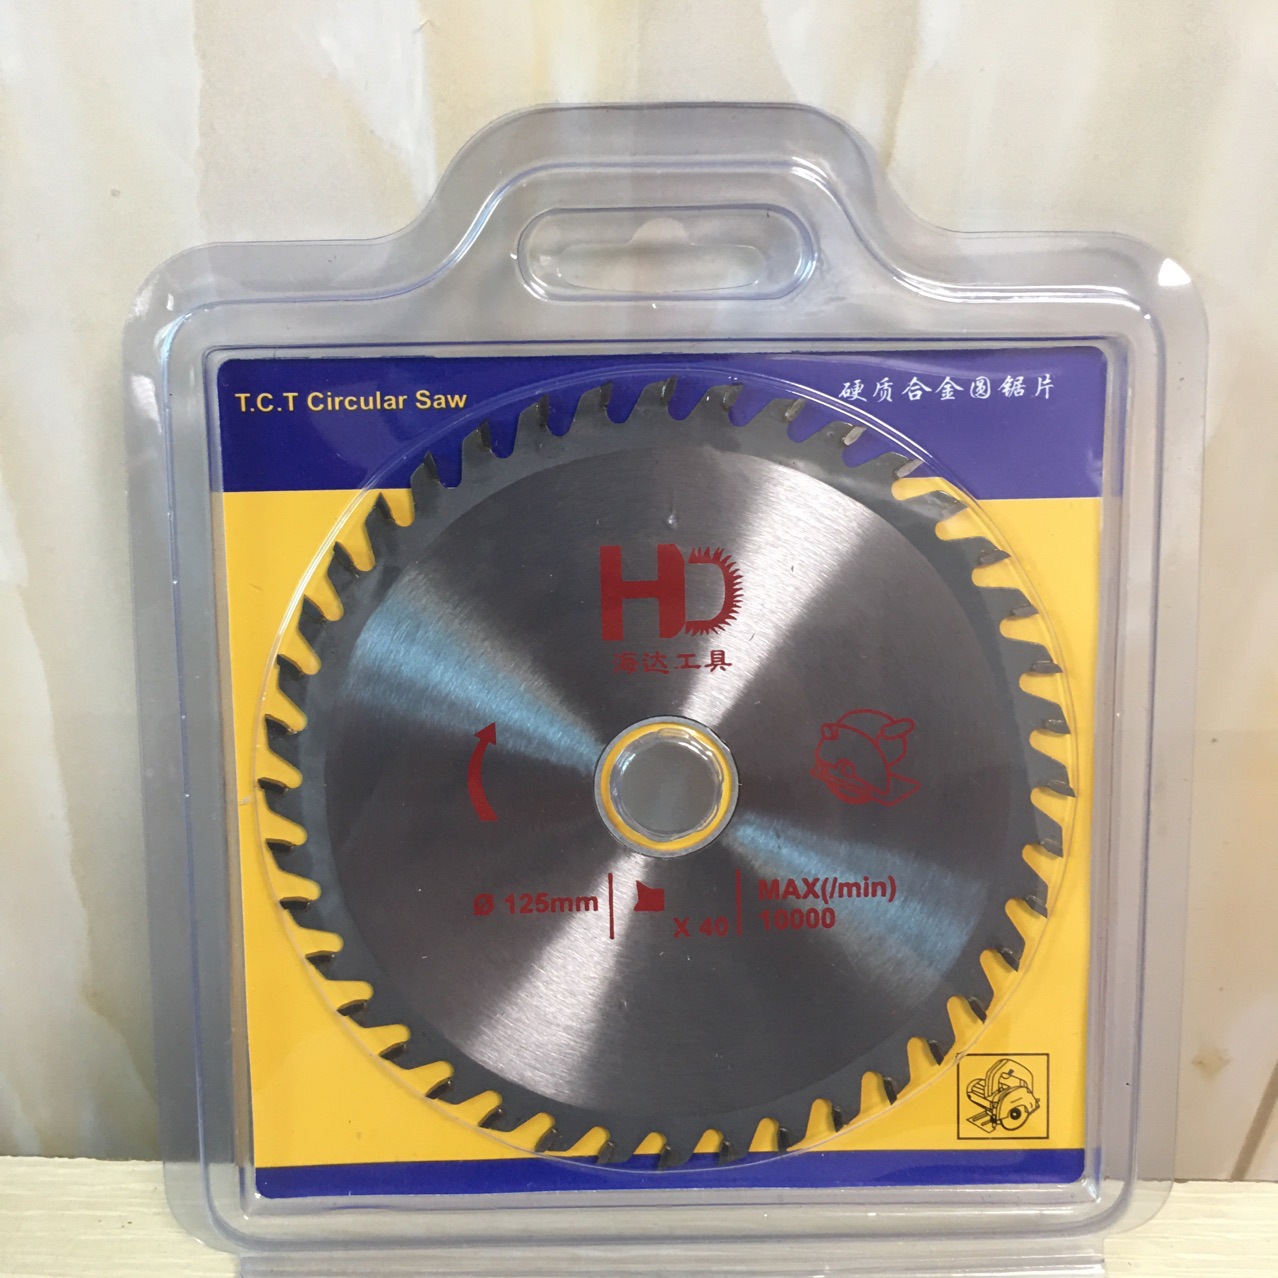 T.C.T Circular Saw
硬质合金圆锯片
HD
海达工具
Ø 125mm
X 40
MAX(/min)
10000